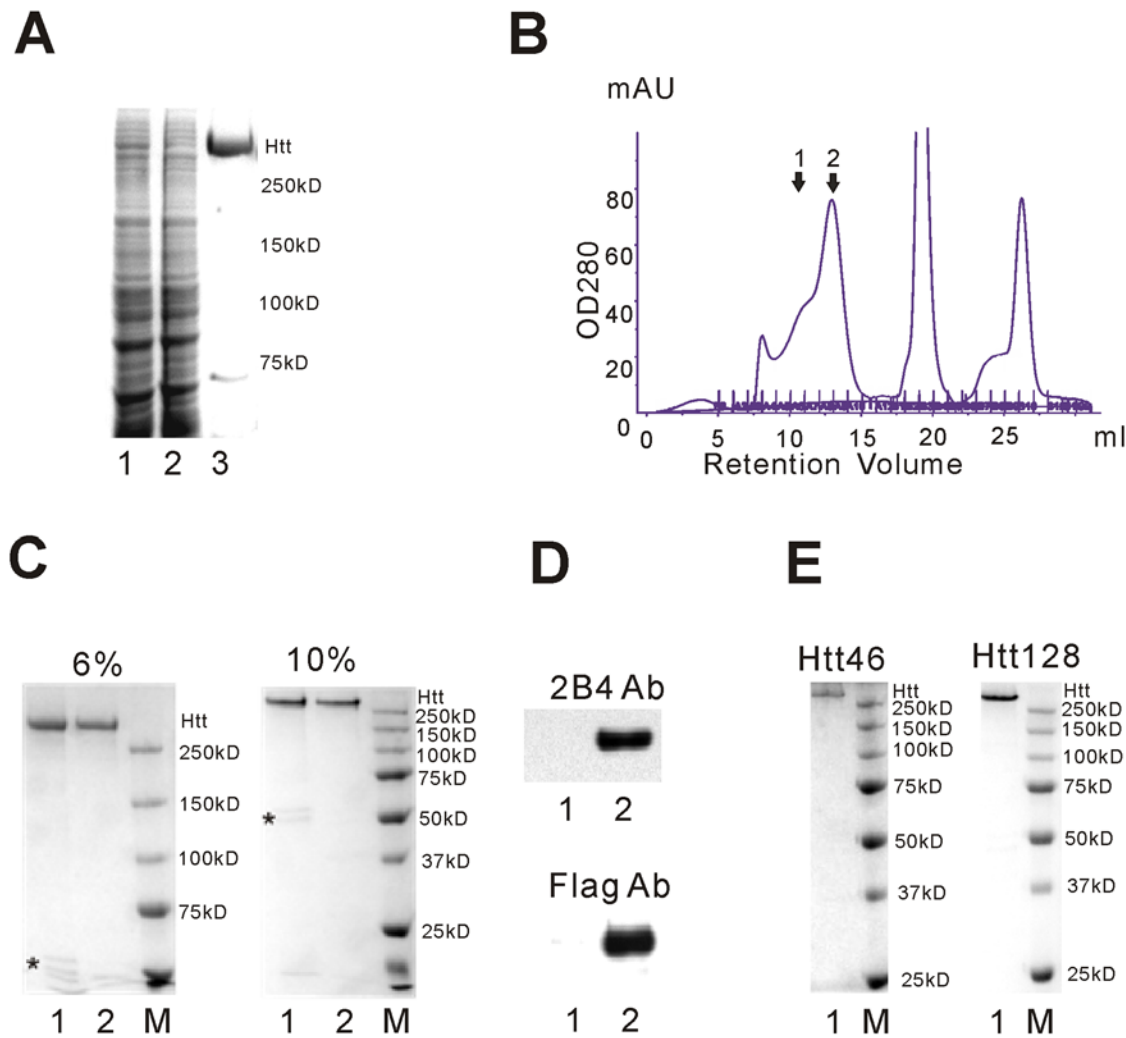 A
Htt
250kD
150kD
100kD
75kD
1 2 3
B
mAU
1 2
80
60
40
20
0
OD280
0 5 10 15 20 25 ml
Retention Volume
C
6%
Htt
250kD
150kD
100kD
75kD
*
1 2 M
10%
Htt
250kD
150kD
100kD
75kD
50kD
37kD
25kD
*
1 2 M
D
2B4 Ab
1 2
Flag Ab
1 2
E
Htt46
Htt
250kD
150kD
100kD
75kD
50kD
37kD
25kD
1 M
Htt128
Htt
250kD
150kD
100kD
75kD
50kD
37kD
25kD
1 M